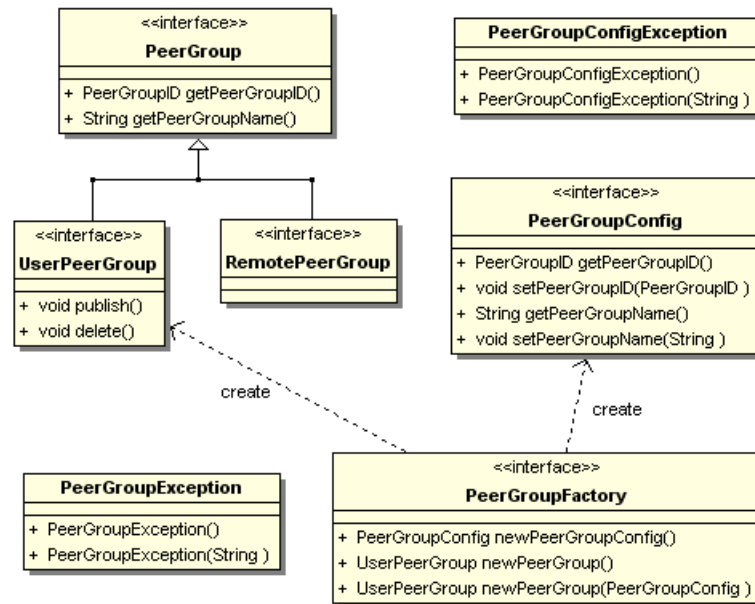 <<interface>>
PeerGroup
+ PeerGroupID getPeerGroupID()
+ String getPeerGroupName()
PeerGroupConfigException
+ PeerGroupConfigException()
+ PeerGroupConfigException(String )
<<interface>>
UserPeerGroup
+ void publish()
+ void delete()
<<interface>>
RemotePeerGroup
<<interface>>
PeerGroupConfig
+ PeerGroupID getPeerGroupID()
+ void setPeerGroupID(PeerGroupID )
+ String getPeerGroupName()
+ void setPeerGroupName(String )
create
create
PeerGroupException
+ PeerGroupException()
+ PeerGroupException(String )
<<interface>>
PeerGroupFactory
+ PeerGroupConfig newPeerGroupConfig()
+ UserPeerGroup newPeerGroup()
+ UserPeerGroup newPeerGroup(PeerGroupConfig )